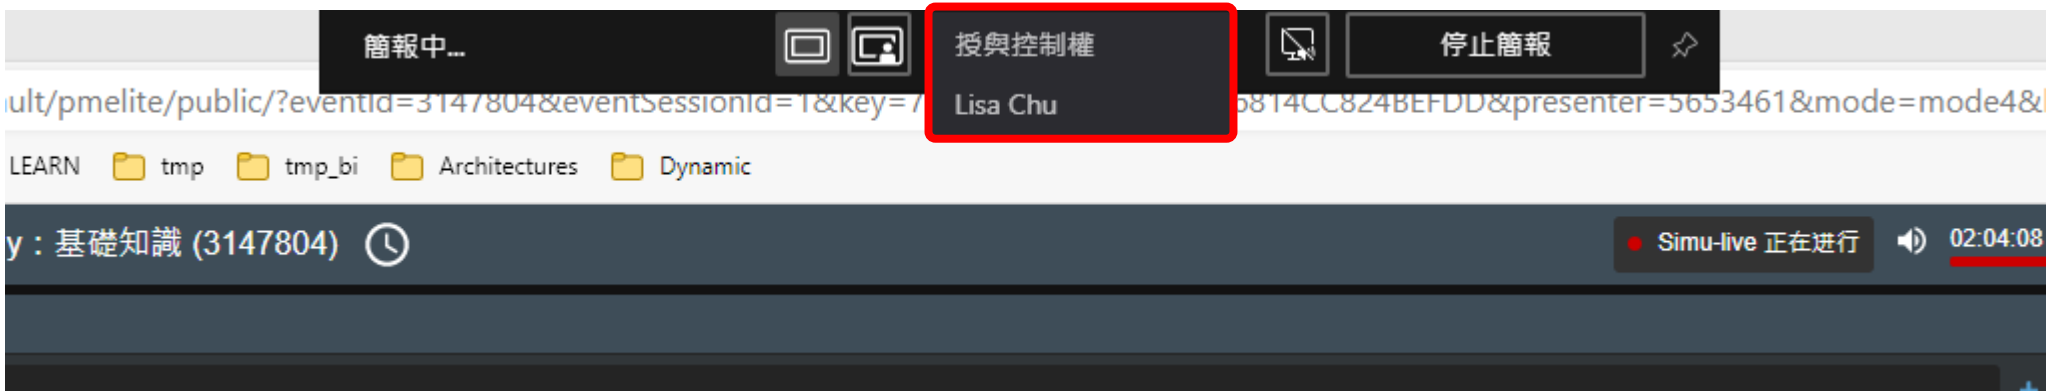 簡報中...
授與控制權
停止簡報
Lisa Chu
ult/pmelite/public/?eventId=3147804&eventSessionId=1&key=7
814CC824BEFDD&presenter=5653461&mode=mode4&
LEARN tmp tmp_bi Architectures Dynamic
y：基礎知識 (3147804)
Simu-live 正在进行
02:04:08